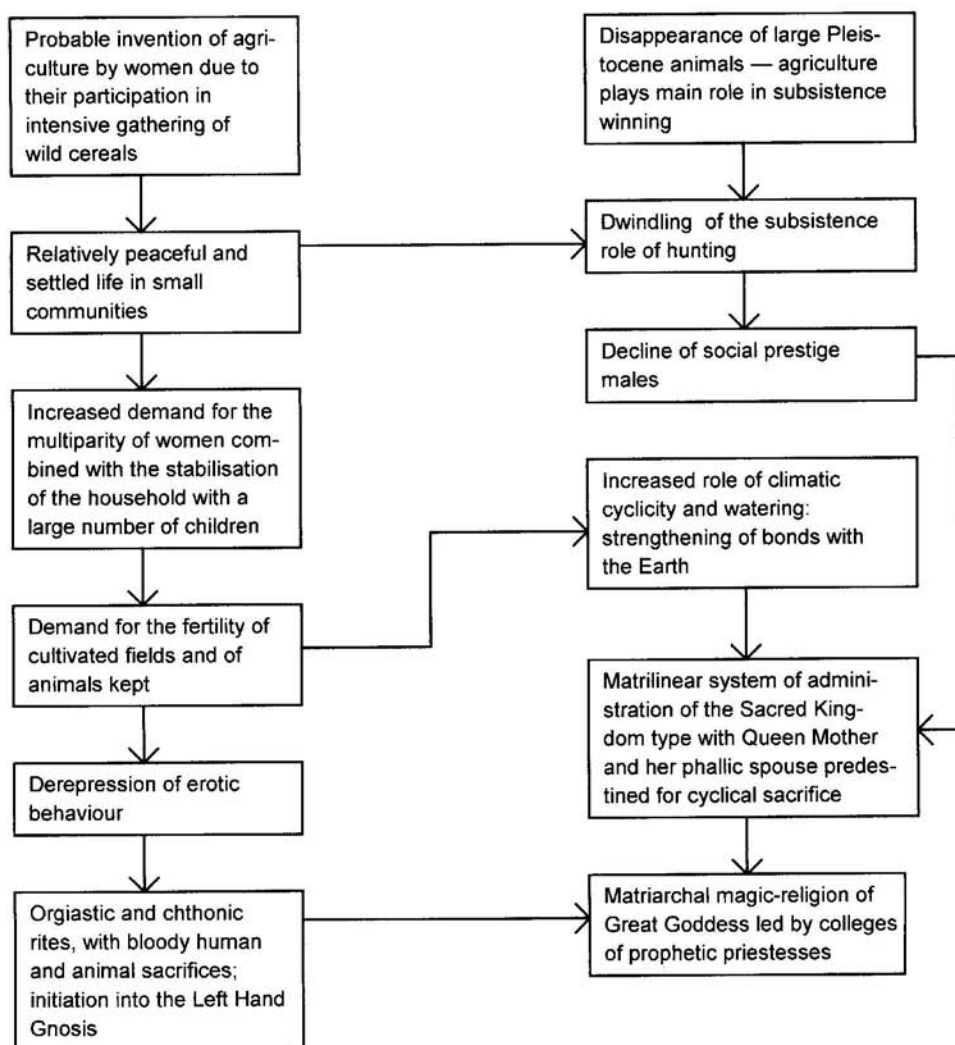 Probable invention of agri-
culture by women due to
their participation in
intensive gathering of
wild cereals
Relatively peaceful and
settled life in small
communities
Increased demand for the
multiparity of women com-
bined with the stabilisation
of the household with a
large number of children
Demand for the fertility of
cultivated fields and of
animals kept
Derepression of erotic
behaviour
Orgiastic and chthonic
rites, with bloody human
and animal sacrifices;
initiation into the Left Hand
Gnosis
Disappearance of large Pleis-
tocene animals — agriculture
plays main role in subsistence
winning
Dwindling of the subsistence
role of hunting
Decline of social prestige
males
Increased role of climatic
cyclicity and watering:
strengthening of bonds with
the Earth
Matrilinear system of admini-
stration of the Sacred King-
dom type with Queen Mother
and her phallic spouse predes-
tined for cyclical sacrifice
Matriarchal magic-religion of
Great Goddess led by colleges
of prophetic priestesses